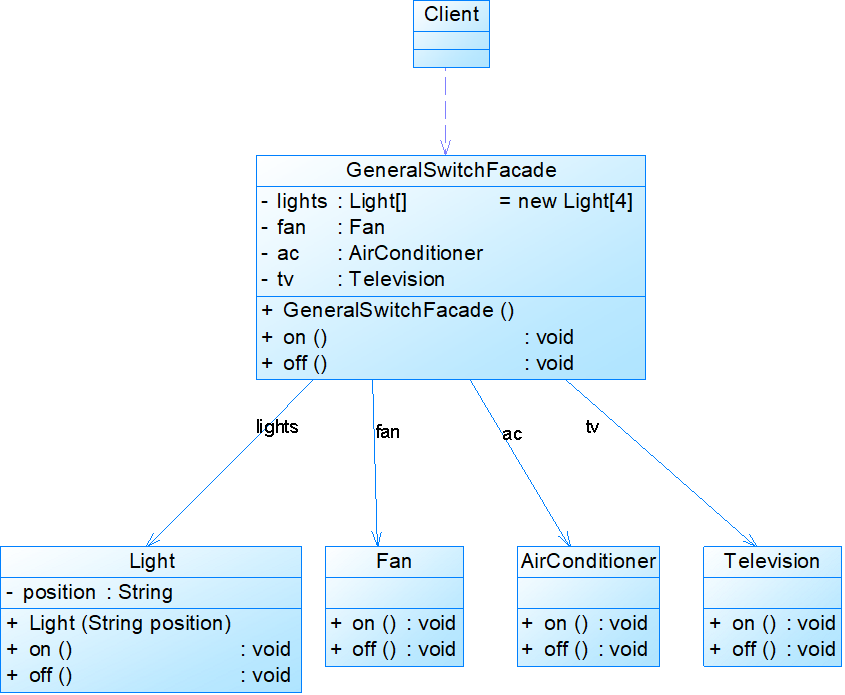 Client
GeneralSwitchFacade
- lights : Light[] = new Light[4]
- fan : Fan
- ac : AirConditioner
- tv : Television
+ GeneralSwitchFacade ()
+ on () : void
+ off () : void
lights
fan
ac
tv
Light
- position : String
+ Light (String position)
+ on () : void
+ off () : void
Fan
+ on () : void
+ off () : void
AirConditioner
+ on () : void
+ off () : void
Television
+ on () : void
+ off () : void